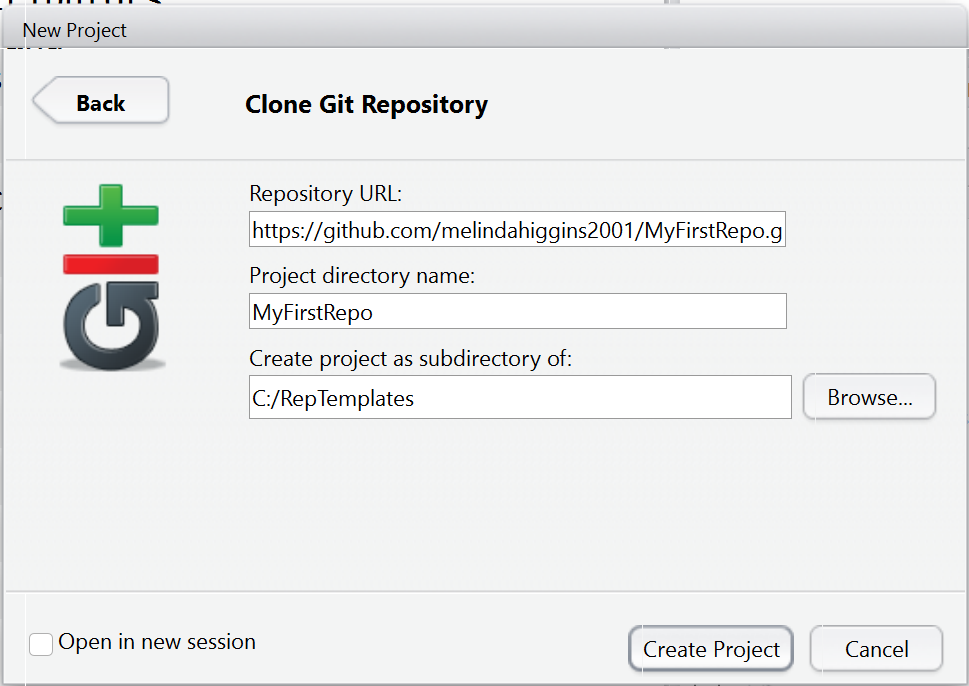 New Project
Back
Clone Git Repository
Repository URL:
https://github.com/melindahiggins2001/MyFirstRepo.g
Project directory name:
MyFirstRepo
Create project as subdirectory of:
C:/RepTemplates
Browse...
git
Open in new session
Create Project
Cancel